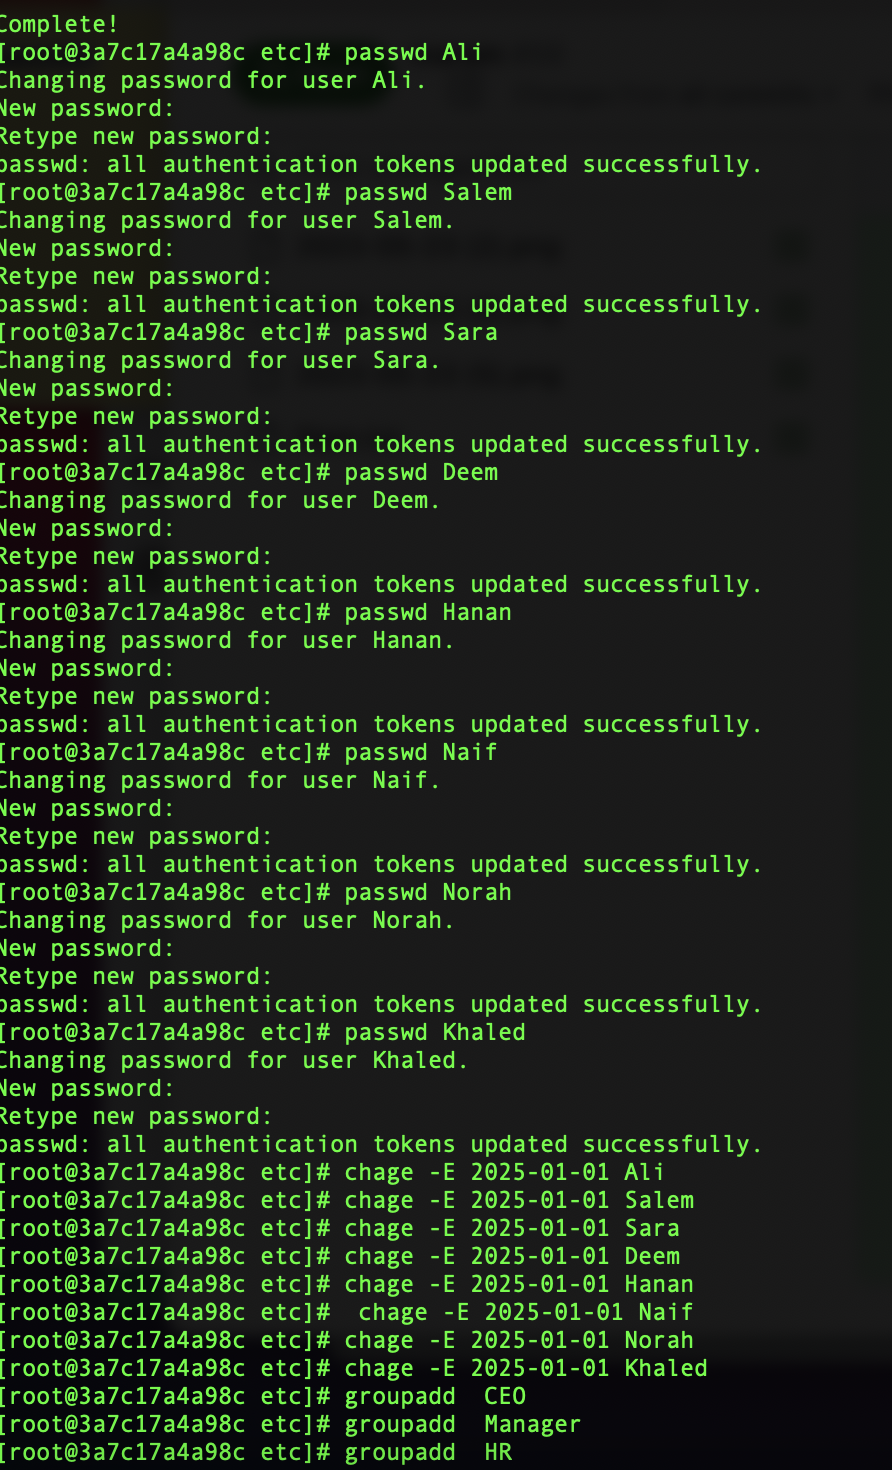 Complete!
[root@3a7c17a4a98c etc]# passwd Ali
Changing password for user Ali.
New password:
Retype new password:
passwd: all authentication tokens updated successfully.
[root@3a7c17a4a98c etc]# passwd Salem
Changing password for user Salem.
New password:
Retype new password:
passwd: all authentication tokens updated successfully.
[root@3a7c17a4a98c etc]# passwd Sara
Changing password for user Sara.
New password:
Retype new password:
passwd: all authentication tokens updated successfully.
[root@3a7c17a4a98c etc]# passwd Deem
Changing password for user Deem.
New password:
Retype new password:
passwd: all authentication tokens updated successfully.
[root@3a7c17a4a98c etc]# passwd Hanan
Changing password for user Hanan.
New password:
Retype new password:
passwd: all authentication tokens updated successfully.
[root@3a7c17a4a98c etc]# passwd Naif
Changing password for user Naif.
New password:
Retype new password:
passwd: all authentication tokens updated successfully.
[root@3a7c17a4a98c etc]# passwd Norah
Changing password for user Norah.
New password:
Retype new password:
passwd: all authentication tokens updated successfully.
[root@3a7c17a4a98c etc]# passwd Khaled
Changing password for user Khaled.
New password:
Retype new password:
passwd: all authentication tokens updated successfully.
[root@3a7c17a4a98c etc]# chage -E 2025-01-01 Ali
[root@3a7c17a4a98c etc]# chage -E 2025-01-01 Salem
[root@3a7c17a4a98c etc]# chage -E 2025-01-01 Sara
[root@3a7c17a4a98c etc]# chage -E 2025-01-01 Deem
[root@3a7c17a4a98c etc]# chage -E 2025-01-01 Hanan
[root@3a7c17a4a98c etc]#  chage -E 2025-01-01 Naif
[root@3a7c17a4a98c etc]# chage -E 2025-01-01 Norah
[root@3a7c17a4a98c etc]# chage -E 2025-01-01 Khaled
[root@3a7c17a4a98c etc]# groupadd  CEO
[root@3a7c17a4a98c etc]# groupadd  Manager
[root@3a7c17a4a98c etc]# groupadd  HR